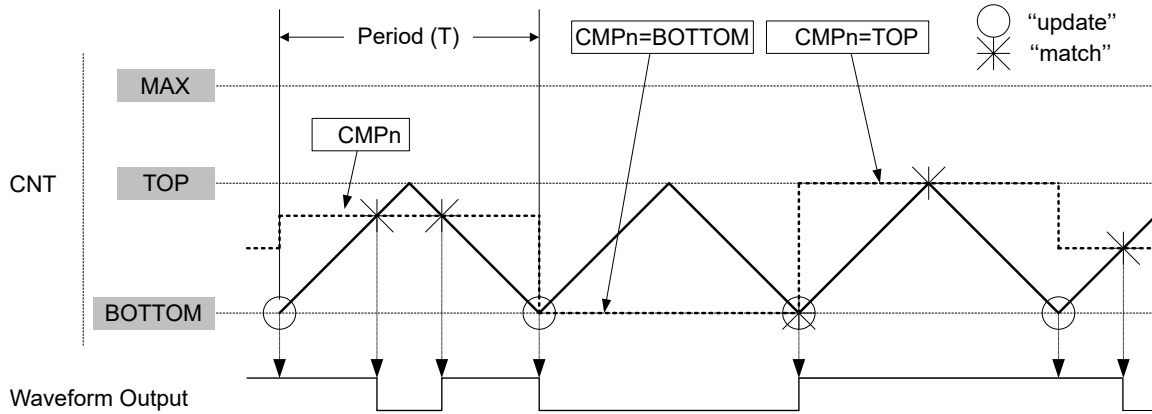 Period (T)
CMPn=BOTTOM
CMPn=TOP
“update”
“match”
MAX
CMPn
CNT
TOP
BOTTOM
Waveform Output